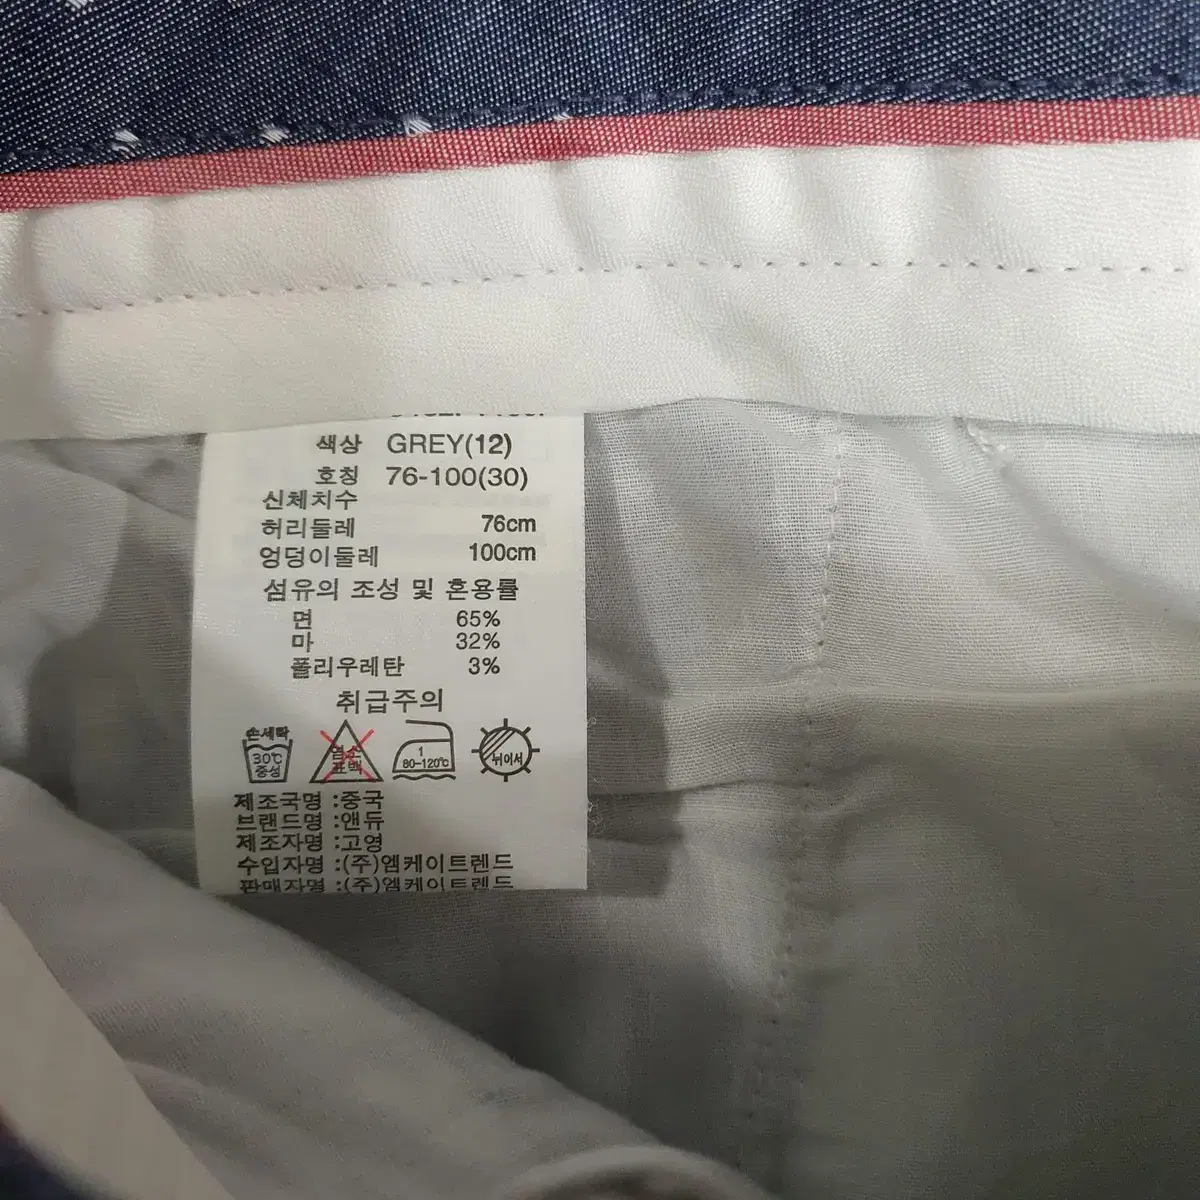 색상 GREY(12)
호칭 76-100(30)
신체치수
허리둘레 76cm
엉덩이둘레 100cm
섬유의 조성 및 혼용률
면 65%
마 32%
폴리우레탄 3%
취급주의
손세탁
30℃
중성
염소
표백
1
80-120℃
뉘어서
제조국명 :중국
브랜드명 :앤듀
제조자명 :고영
수입자명 :(주)엠케이트렌드
판매자명 :(주)엠케이트렌드